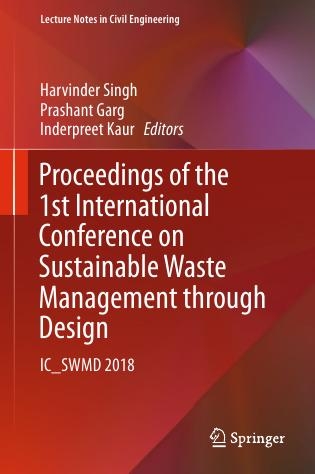 Lecture Notes in Civil Engineering
Harvinder Singh
Prashant Garg
Inderpreet Kaur Editors
Proceedings of the
1st International
Conference on
Sustainable Waste
Management through
Design
IC_SWMD 2018
Springer